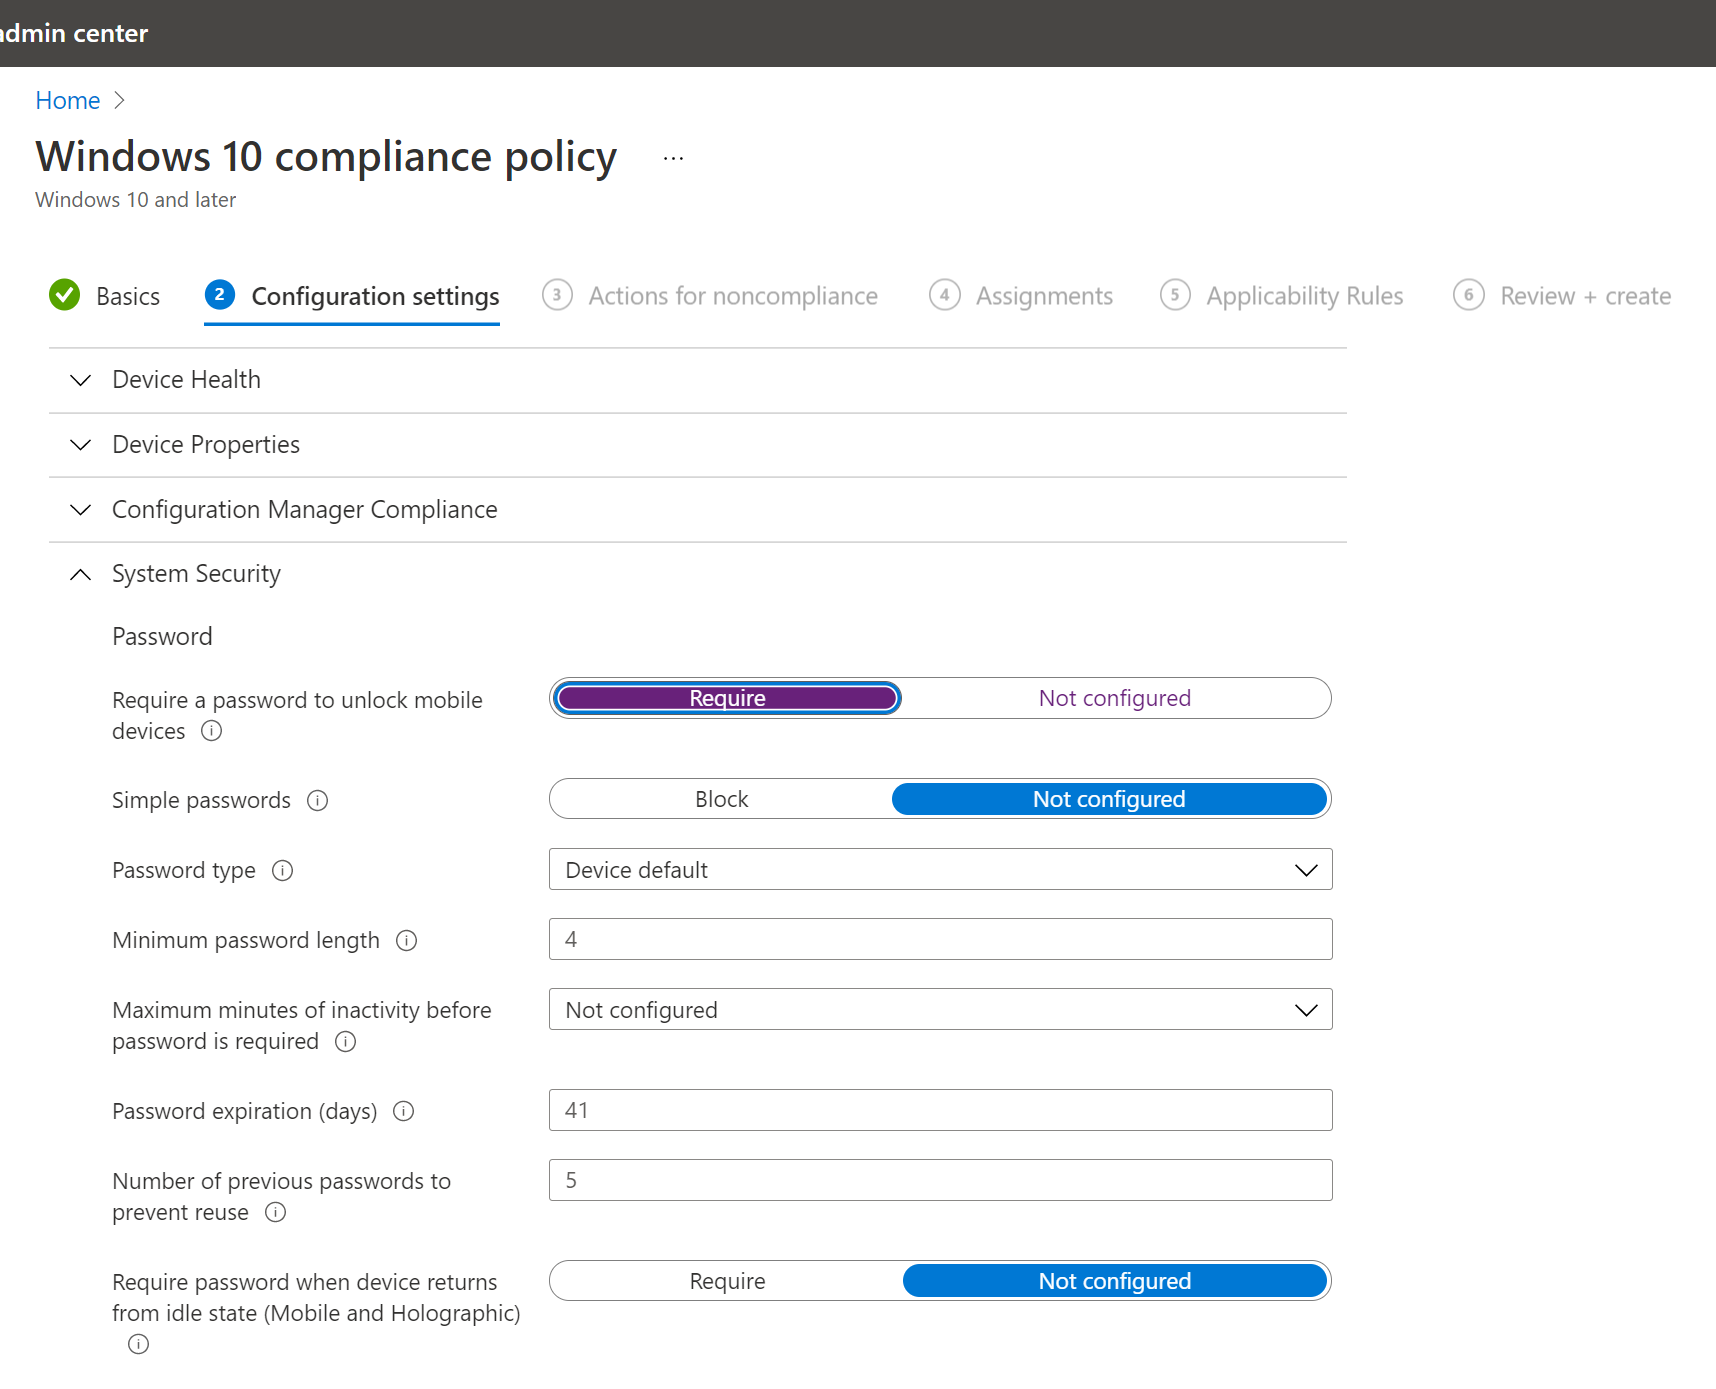 admin center
Home
Windows 10 compliance policy ...
Windows 10 and later
Basics 2 Configuration settings 3 Actions for noncompliance 4 Assignments 5 Applicability Rules 6 Review + create
Device Health
Device Properties
Configuration Manager Compliance
System Security
Password
Require a password to unlock mobile
devices
Require Not configured
Simple passwords Block Not configured
Password type Device default
Minimum password length 4
Maximum minutes of inactivity before
password is required
Not configured
Password expiration (days) 41
Number of previous passwords to
prevent reuse
5
Require password when device returns
from idle state (Mobile and Holographic)
Require Not configured